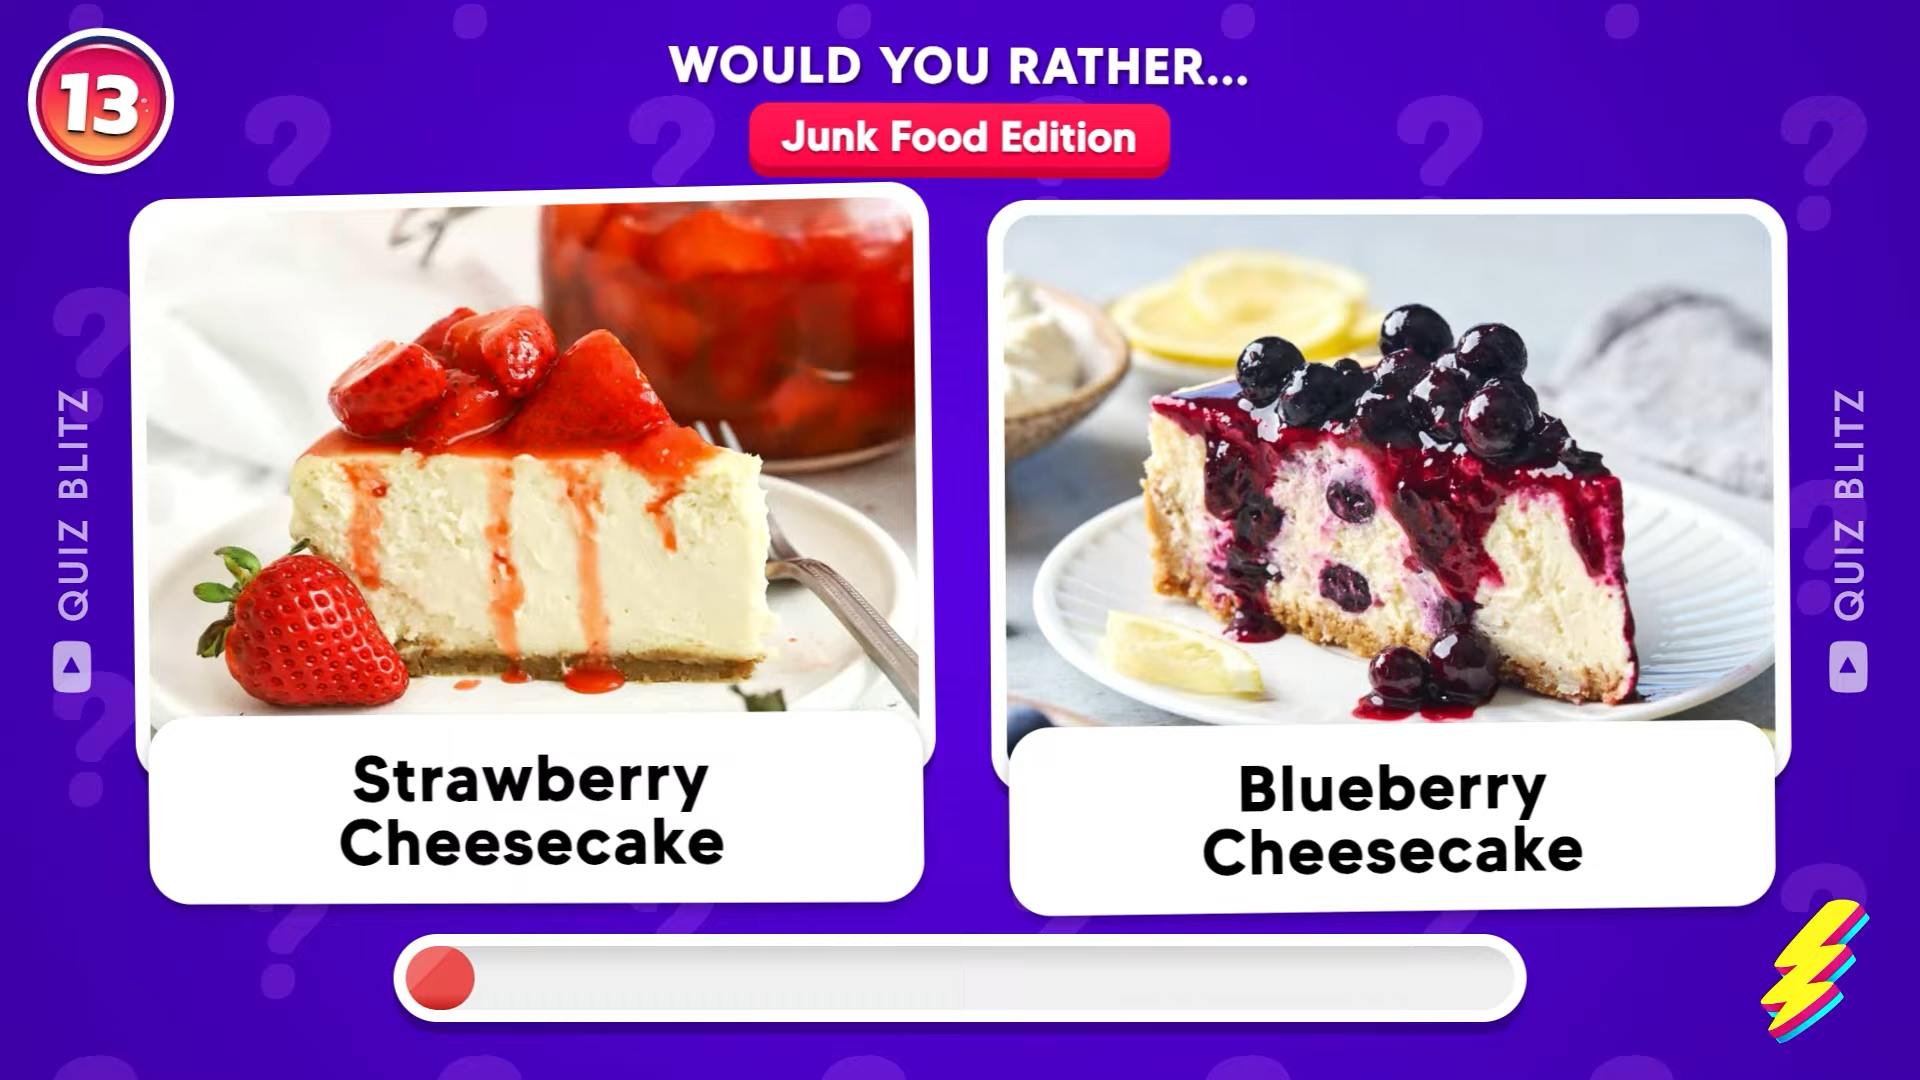 13
WOULD YOU RATHER...
Junk Food Edition
QUIZ BLITZ
QUIZ BLITZ
Strawberry
Cheesecake
Blueberry
Cheesecake